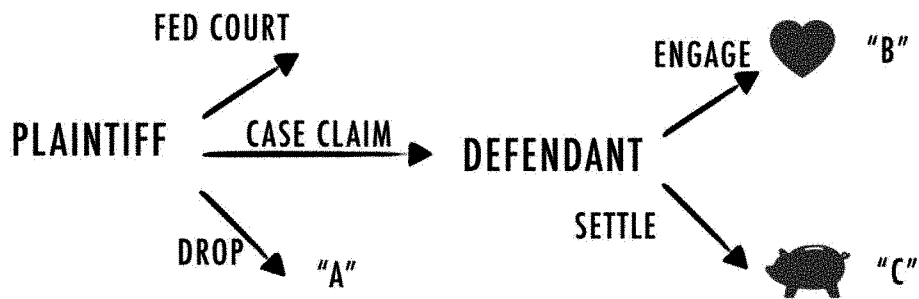 FED COURT
ENGAGE "B"
PLAINTIFF
CASE CLAIM
DEFENDANT
SETTLE
DROP
"A"
"C"